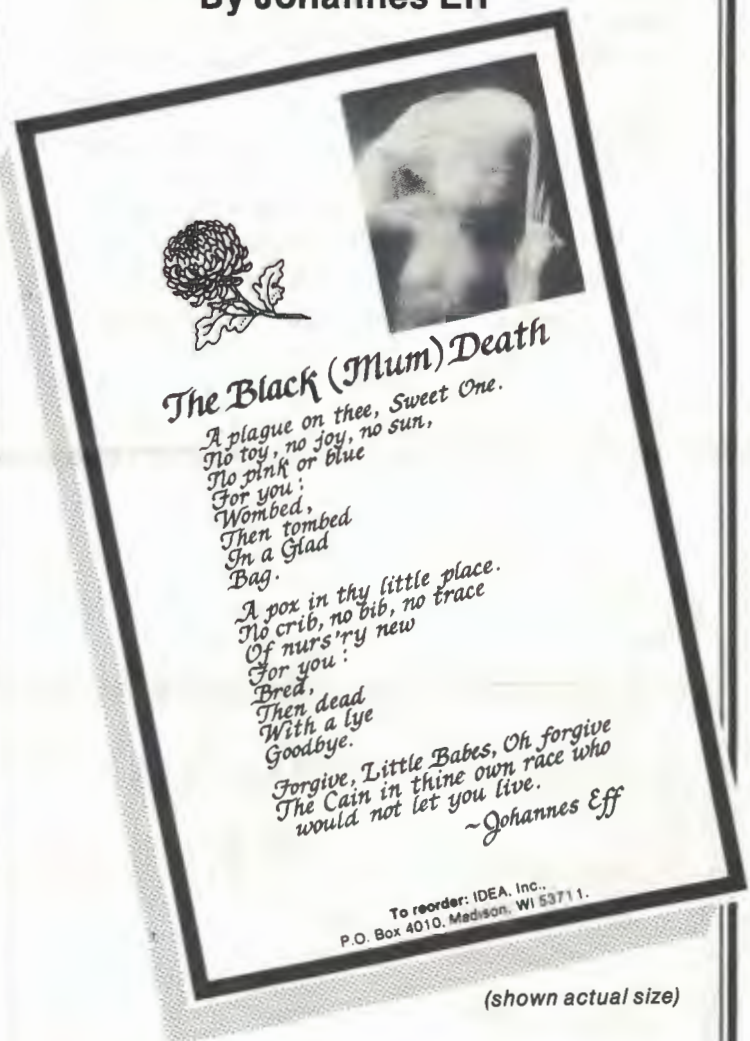 By Johannes Eff
The Black (Mum) Death
A plague on thee, Sweet One.
No toy, no joy, no sun,
No pink or blue
For you:
Wombed,
Then tombed
In a Glad
Bag.
A pox in thy little place.
No crib, no bib, no trace
Of nurs'ry new
For you:
Bred,
Then dead
With a lye
Goodbye.
Forgive, Little Babes, Oh forgive
The Cain in thine own race who
would not let you live.
~Johannes Eff
To reorder: IDEA, Inc.,
P.O. Box 4010, Madison, WI 53711.
(shown actual size)